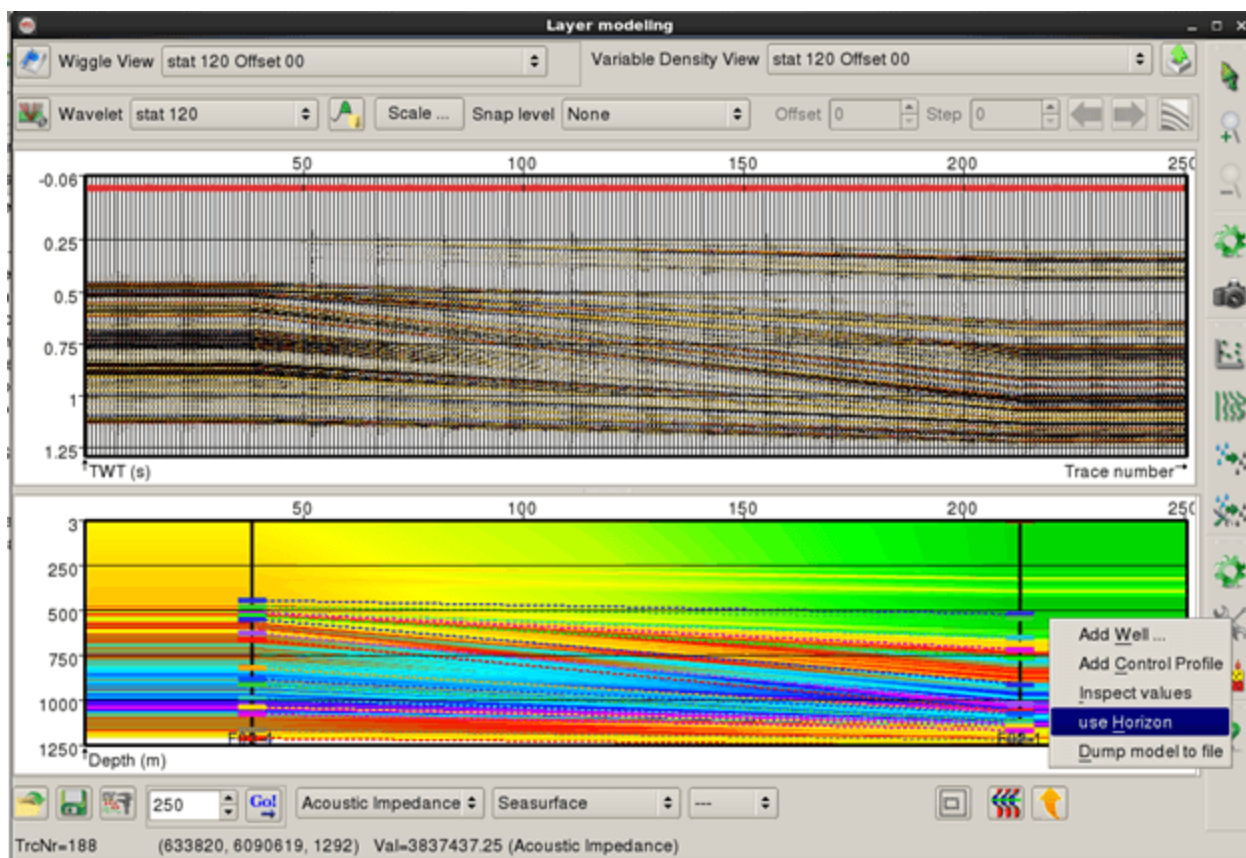 Layer modeling
Wiggle View stat 120 Offset 00 Variable Density View stat 120 Offset 00
Wavelet stat 120 Scale ... Snap level None Offset 0 Step 0
50 100 150 200 250
-0.06
0.25
0.5
0.75
1
1.25
TWT (s) Trace number
50 100 150 200 250
3
250
500
750
1000
1250
Depth (m)
Add Well ...
Add Control Profile
Inspect values
use Horizon
Dump model to file
250 Go! Acoustic Impedance Seasurface ---
TrcNr=188 (633820, 6090619, 1292) Val=3837437.25 (Acoustic Impedance)